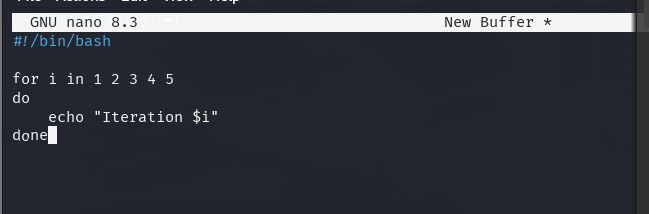 GNU nano 8.3 New Buffer *
#!/bin/bash
for i in 1 2 3 4 5
do
    echo "Iteration $i"
done